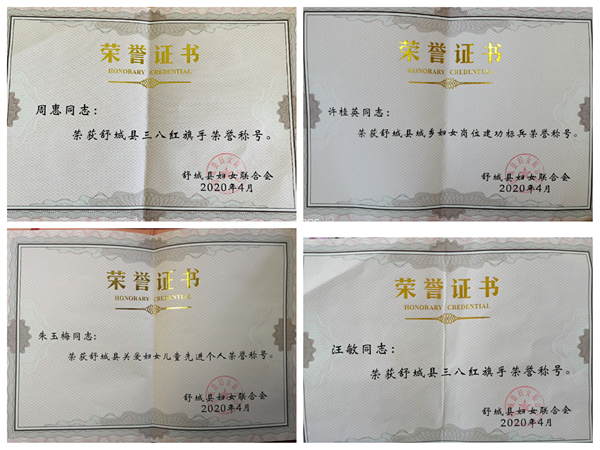 荣誉证书
HONORARY CREDENTIAL
周惠同志：
荣获舒城县三八红旗手荣誉称号。
舒城县妇女联合会
2020年4月
荣誉证书
HONORARY CREDENTIAL
许桂英同志：
荣获舒城县城乡妇女岗位建功标兵荣誉称号。
舒城县妇女联合会
2020年4月
荣誉证书
HONORARY CREDENTIAL
朱玉梅同志：
荣获舒城县关爱妇女儿童先进个人荣誉称号。
舒城县妇女联合会
2020年4月
荣誉证书
HONORARY CREDENTIAL
汪敏同志：
荣获舒城县三八红旗手荣誉称号。
舒城县妇女联合会
2020年4月